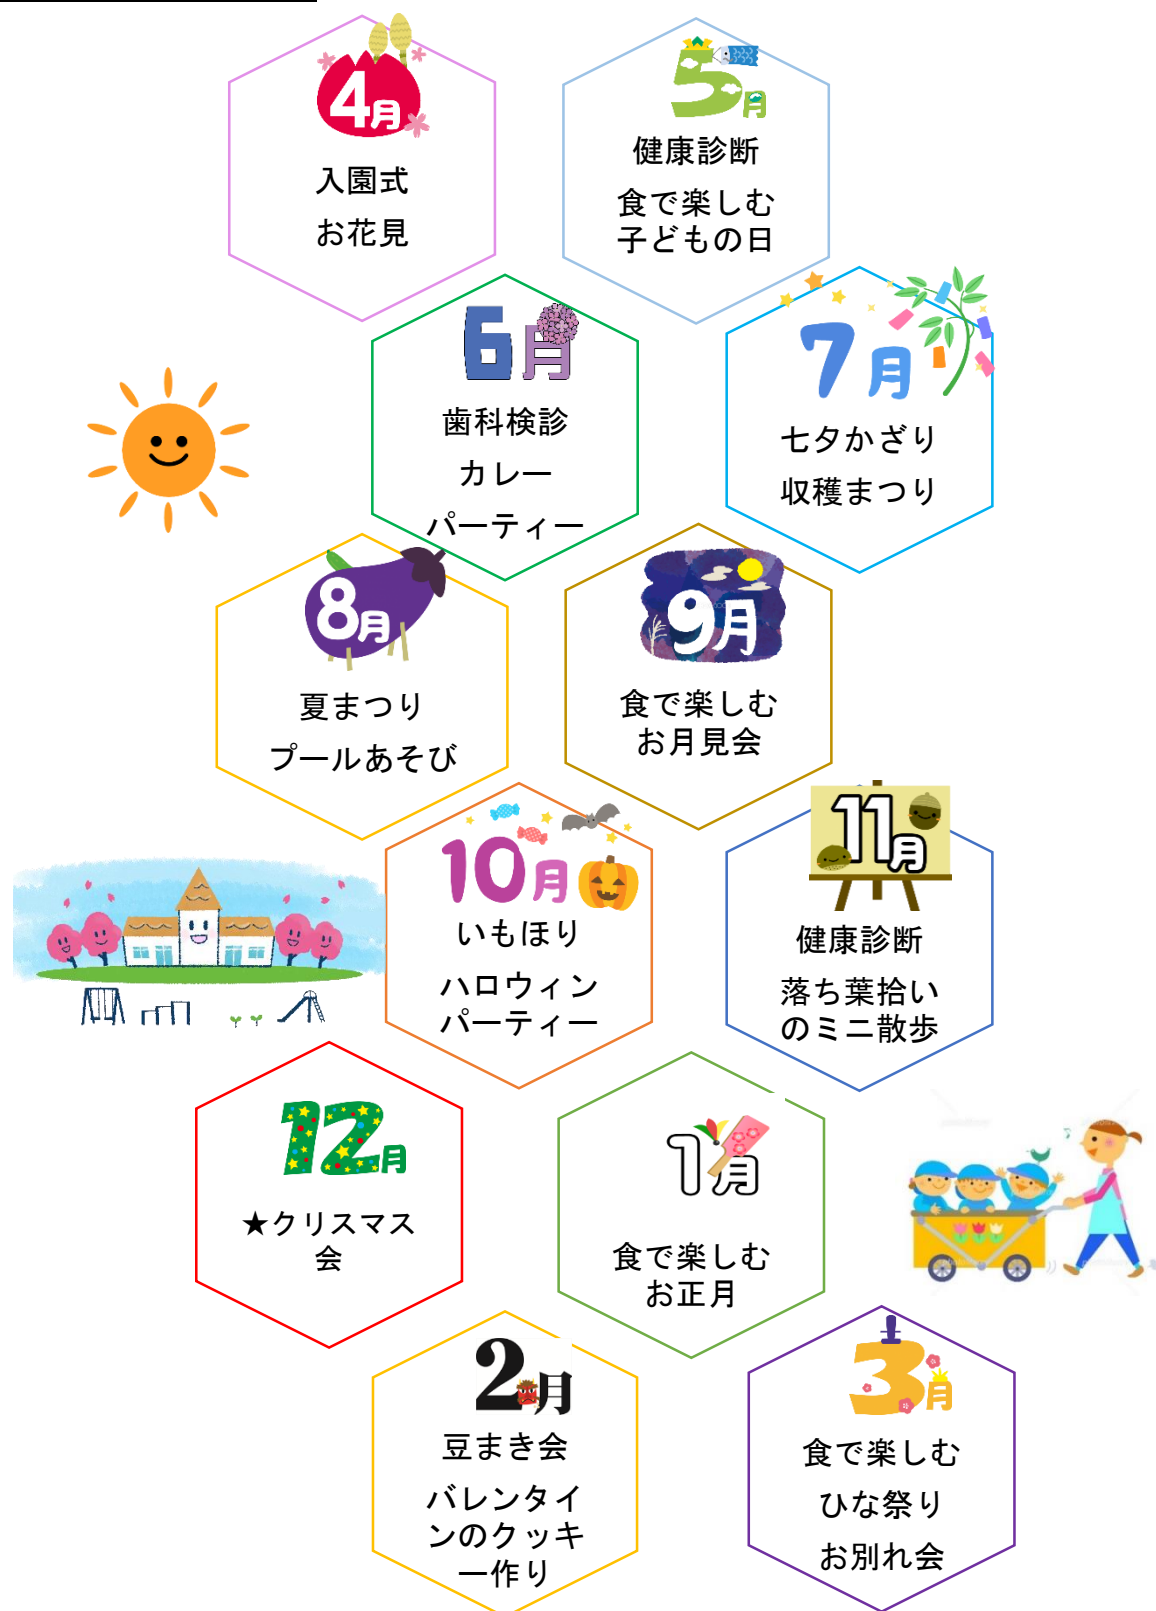 4月
入園式
お花見
5月
健康診断
食で楽しむ
子どもの日
6月
歯科検診
カレー
パーティー
7月
七夕かざり
収穫まつり
8月
夏まつり
プールあそび
9月
食で楽しむ
お月見会
10月
いもほり
ハロウィン
パーティー
11月
健康診断
落ち葉拾い
のミニ散歩
12月
★クリスマス
会
1月
食で楽しむ
お正月
2月
豆まき会
バレンタイ
ンのクッキ
ー作り
3月
食で楽しむ
ひな祭り
お別れ会